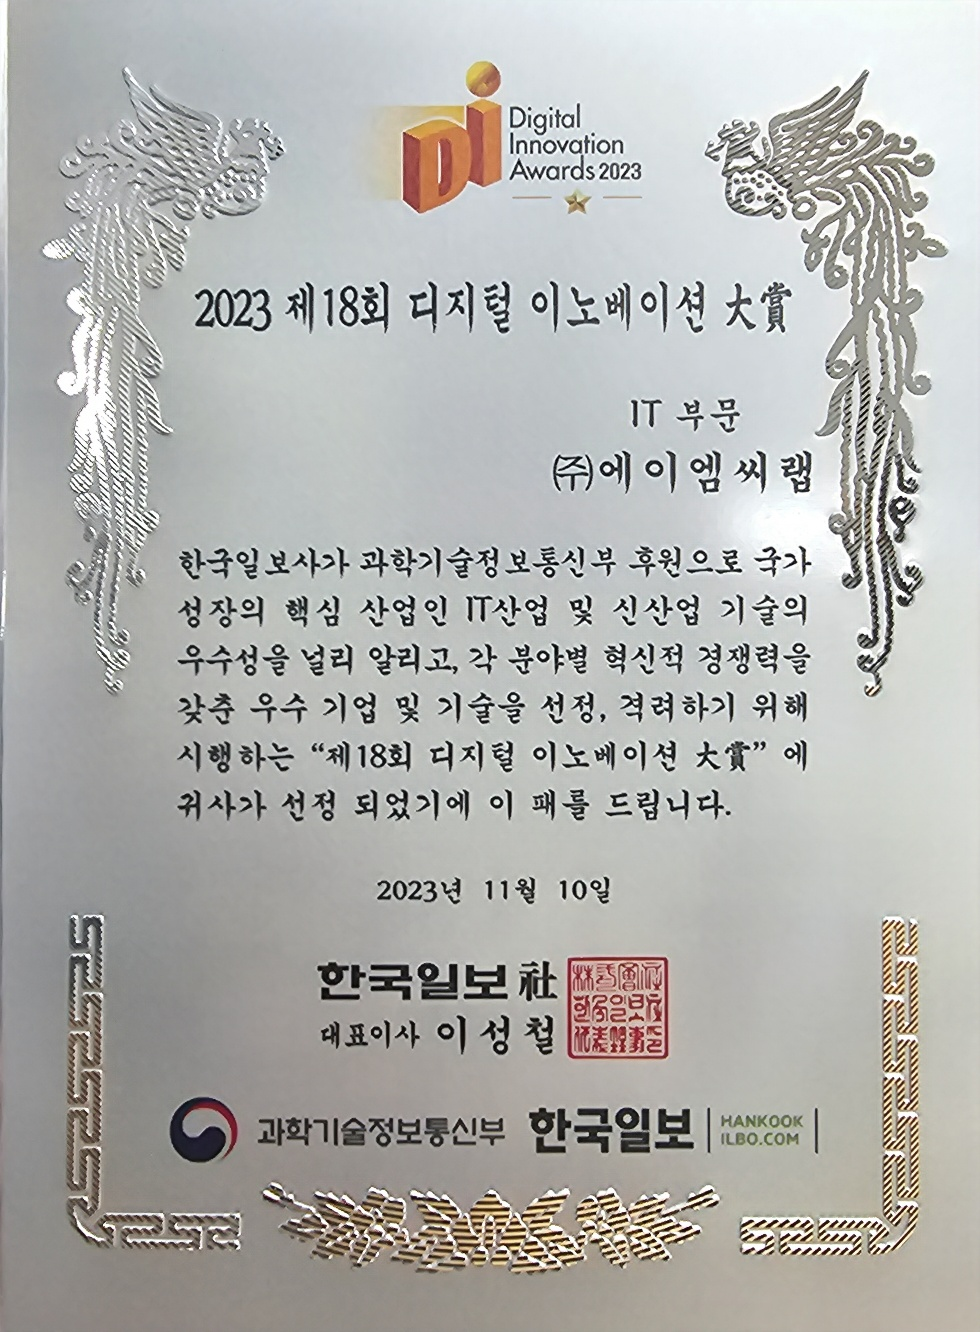 Digital
Innovation
Awards 2023
2023 제18회 디지털 이노베이션 大賞
IT 부문
㈜에이엠씨랩
한국일보사가 과학기술정보통신부 후원으로 국가
성장의 핵심 산업인 IT산업 및 신산업 기술의
우수성을 널리 알리고, 각 분야별 혁신적 경쟁력을
갖춘 우수 기업 및 기술을 선정, 격려하기 위해
시행하는 “제18회 디지털 이노베이션 大賞” 에
귀사가 선정 되었기에 이 패를 드립니다.
2023년 11월 10일
한국일보社
대표이사 이성철
과학기술정보통신부 한국일보 HANKOOK
ILBO.COM